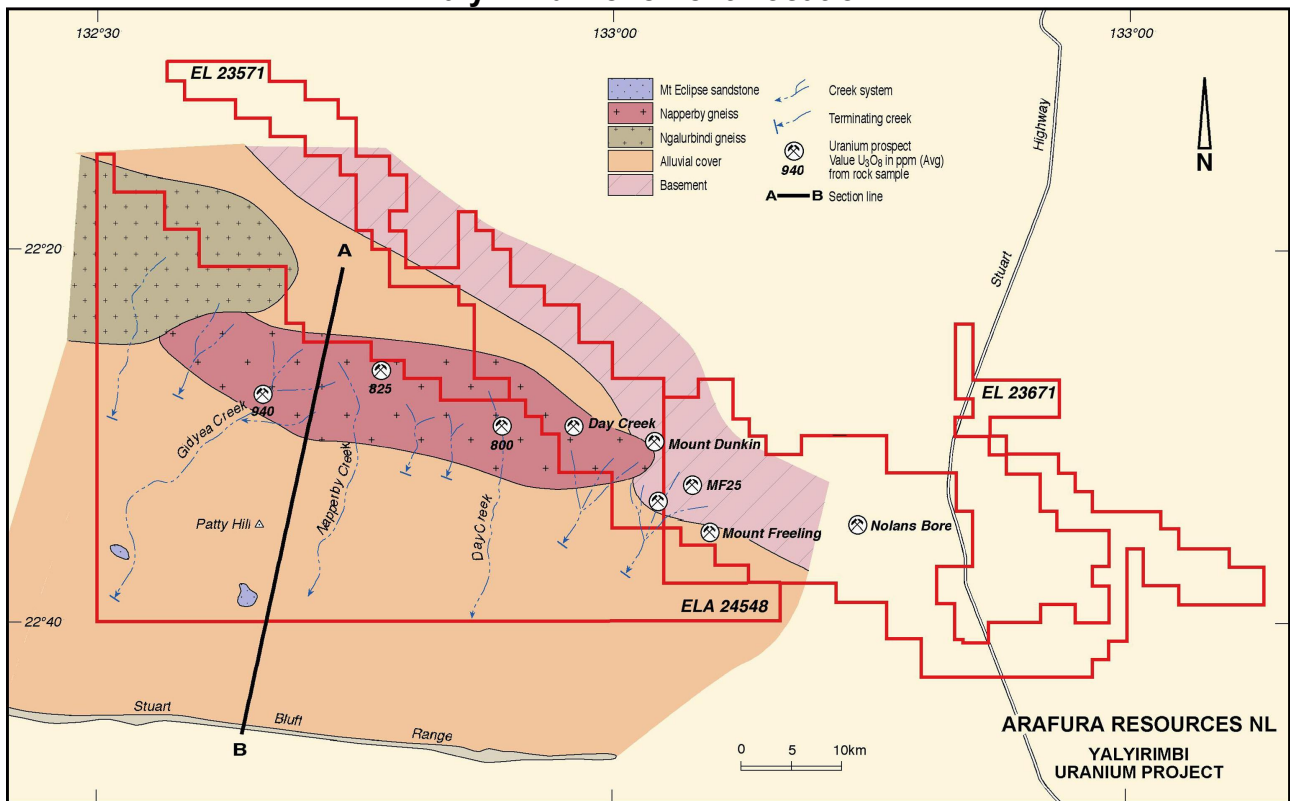 132°30
133°00
133°00
EL 23571
Mt Eclipse sandstone
Napperby gneiss
Ngalurbindi gneiss
Alluvial cover
Basement
Creek system
Terminating creek
Uranium prospect
Value U₃O₈ in ppm (Avg)
from rock sample
940
A B Section line
N
Highway
Stuart
22°20
A
825
940
EL 23671
Day Creek
800
Mount Dunkin
Gidyea Creek
Napperby Creek
MF25
Patty Hill
Day Creek
Mount Freeling
Nolans Bore
ELA 24548
22°40
Stuart
Bluff
Range
B
0 5 10km
ARAFURA RESOURCES NL
YALYIRIMBI
URANIUM PROJECT